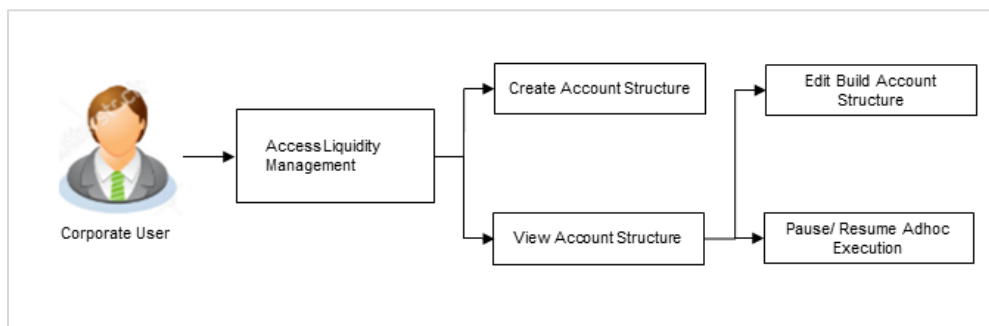 Corporate User
Access Liquidity
Management
Create Account Structure
View Account Structure
Edit Build Account
Structure
Pause/ Resume Adhoc
Execution